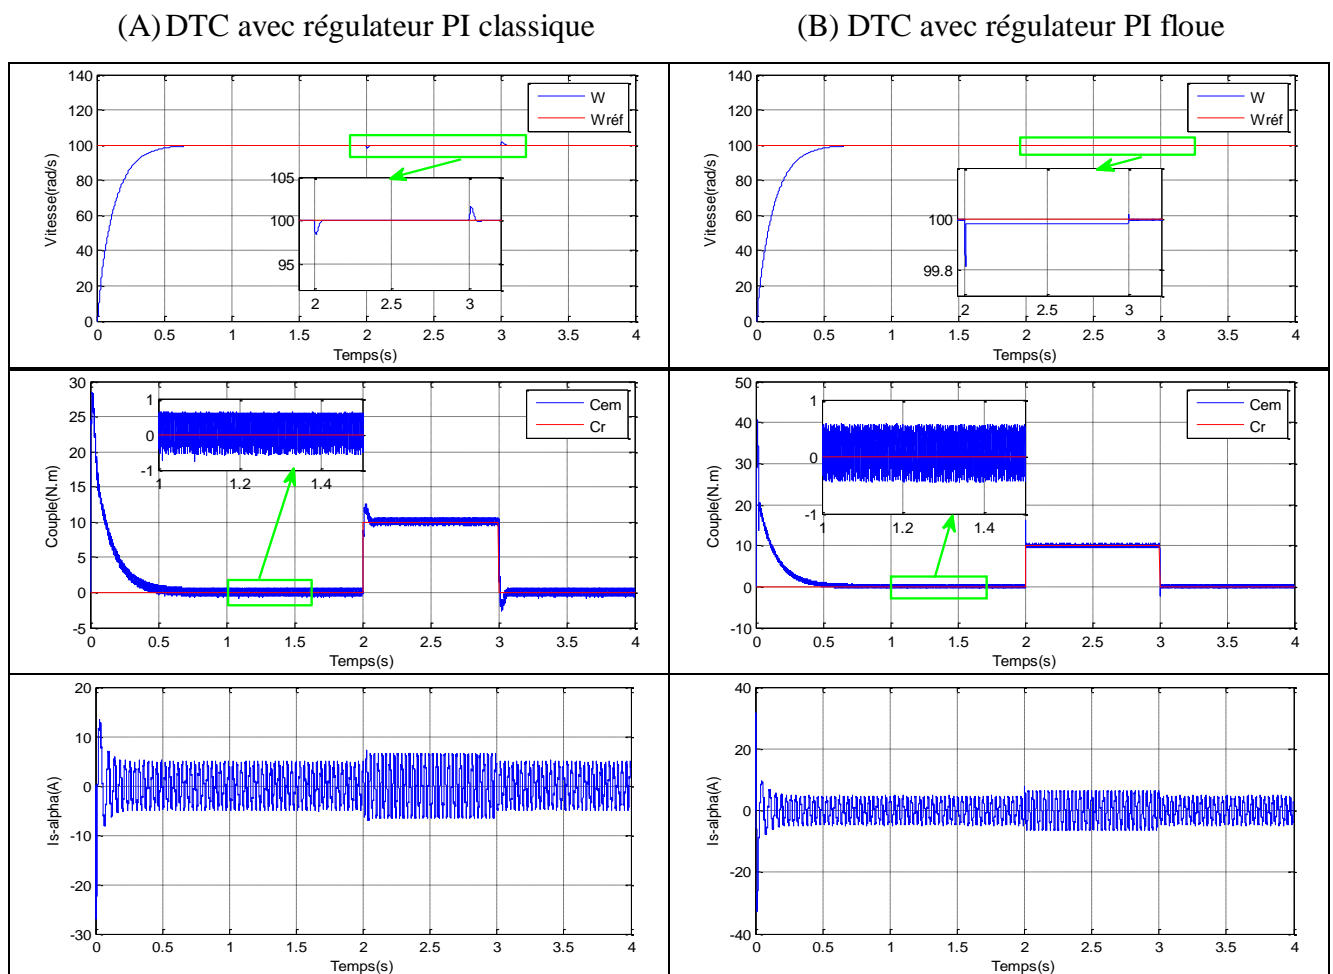 (A) DTC avec régulateur PI classique
(B) DTC avec régulateur PI floue
140
120
100
80
60
40
20
0
Vitesse(rad/s)
W
Wréf
105
100
95
2
2.5
3
0 0.5 1 1.5 2 2.5 3 3.5 4
Temps(s)
140
120
100
80
60
40
20
0
Vitesse(rad/s)
W
Wréf
100
99.8
2
2.5
3
0 0.5 1 1.5 2 2.5 3 3.5 4
Temps(s)
30
25
20
15
10
5
0
-5
Couple(N.m)
Cem
Cr
1
0
-1
1 1.2 1.4
0 0.5 1 1.5 2 2.5 3 3.5 4
Temps(s)
50
40
30
20
10
0
-10
Couple(N.m)
Cem
Cr
1
0
-1
1 1.2 1.4
0 0.5 1 1.5 2 2.5 3 3.5 4
Temps(s)
20
10
0
-10
-20
-30
Is-alpha(A)
0 0.5 1 1.5 2 2.5 3 3.5 4
Temps(s)
40
20
0
-20
-40
Is-alpha(A)
0 0.5 1 1.5 2 2.5 3 3.5 4
Temps(s)